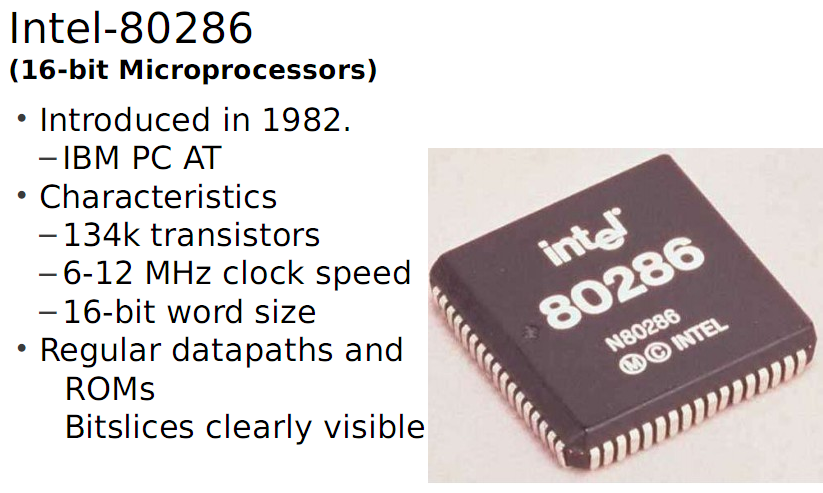 Intel-80286
(16-bit Microprocessors)
• Introduced in 1982.
–IBM PC AT
• Characteristics
–134k transistors
–6-12 MHz clock speed
–16-bit word size
• Regular datapaths and
ROMs
Bitslices clearly visible
intel
80286
N80286
Ⓜ © INTEL